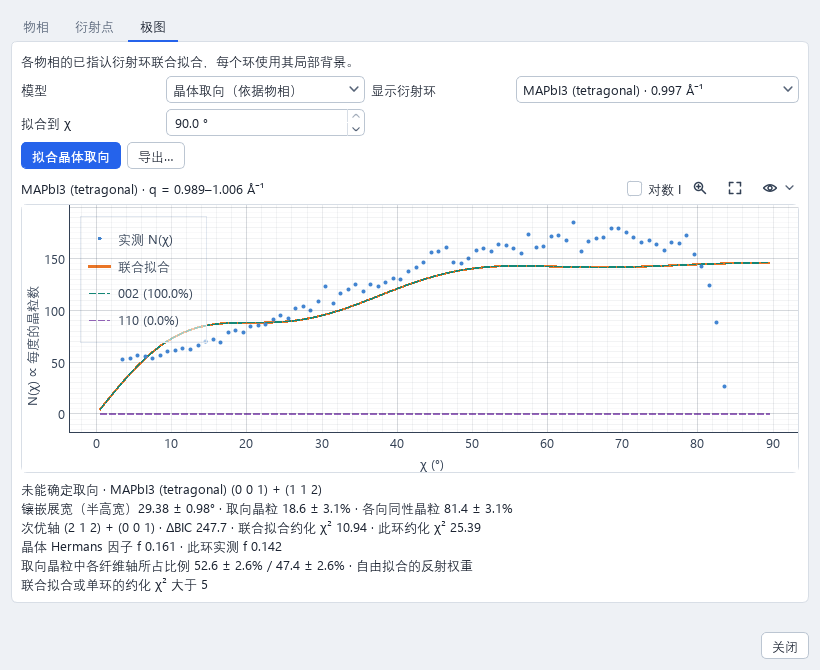 物相 衍射点 极图
各物相的已指认衍射环联合拟合，每个环使用其局部背景。
模型 晶体取向（依据物相） 显示衍射环 MAPbI3 (tetragonal) · 0.997 Å⁻¹
拟合到 χ 90.0 °
拟合晶体取向 导出...
MAPbI3 (tetragonal) · q = 0.989–1.006 Å⁻¹ 对数 I
实测 N(χ)
联合拟合
002 (100.0%)
110 (0.0%)
N(χ) ∝ 每度的晶粒数
150
100
50
0
0 10 20 30 40 50 60 70 80 90
χ (°)
未能确定取向 · MAPbI3 (tetragonal) (0 0 1) + (1 1 2)
镶嵌展宽（半高宽）29.38 ± 0.98° · 取向晶粒 18.6 ± 3.1% · 各向同性晶粒 81.4 ± 3.1%
次优轴 (2 1 2) + (0 0 1) · ΔBIC 247.7 · 联合拟合约化 χ² 10.94 · 此环约化 χ² 25.39
晶体 Hermans 因子 f 0.161 · 此环实测 f 0.142
取向晶粒中各纤维轴所占比例 52.6 ± 2.6% / 47.4 ± 2.6% · 自由拟合的反射权重
联合拟合或单环的约化 χ² 大于 5
关闭